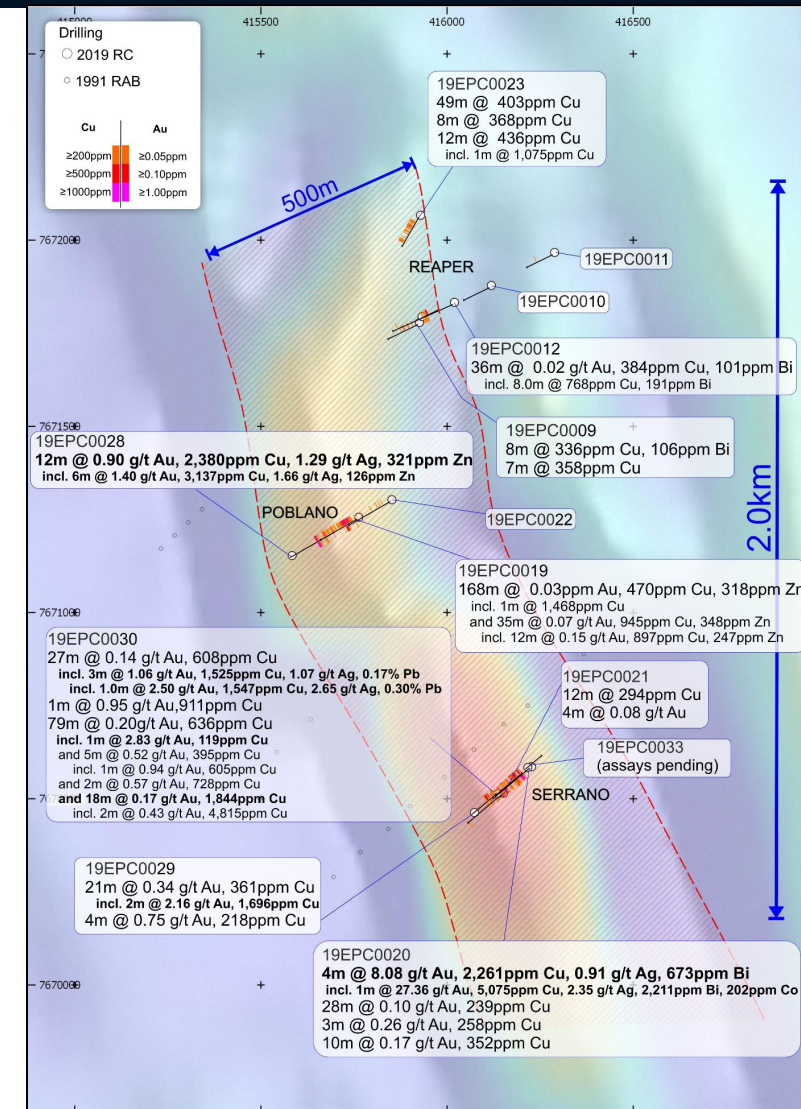 415500
416000
416500
Drilling
2019 RC
1991 RAB
Cu Au
≥200ppm ≥0.05ppm
≥500ppm ≥0.10ppm
≥1000ppm ≥1.00ppm
19EPC0023
49m @ 403ppm Cu
8m @ 368ppm Cu
12m @ 436ppm Cu
incl. 1m @ 1,075ppm Cu
500m
7672000
REAPER
19EPC0011
19EPC0010
19EPC0012
36m @ 0.02 g/t Au, 384ppm Cu, 101ppm Bi
incl. 8.0m @ 768ppm Cu, 191ppm Bi
7671500
19EPC0009
8m @ 336ppm Cu, 106ppm Bi
7m @ 358ppm Cu
19EPC0028
12m @ 0.90 g/t Au, 2,380ppm Cu, 1.29 g/t Ag, 321ppm Zn
incl. 6m @ 1.40 g/t Au, 3,137ppm Cu, 1.66 g/t Ag, 126ppm Zn
2.0km
POBLANO
19EPC0022
19EPC0019
168m @ 0.03ppm Au, 470ppm Cu, 318ppm Zn
incl. 1m @ 1,468ppm Cu
and 35m @ 0.07 g/t Au, 945ppm Cu, 348ppm Zn
incl. 12m @ 0.15 g/t Au, 897ppm Cu, 247ppm Zn
7671000
19EPC0030
27m @ 0.14 g/t Au, 608ppm Cu
incl. 3m @ 1.06 g/t Au, 1,525ppm Cu, 1.07 g/t Ag, 0.17% Pb
incl. 1.0m @ 2.50 g/t Au, 1,547ppm Cu, 2.65 g/t Ag, 0.30% Pb
1m @ 0.95 g/t Au,911ppm Cu
79m @ 0.20g/t Au, 636ppm Cu
incl. 1m @ 2.83 g/t Au, 119ppm Cu
and 5m @ 0.52 g/t Au, 395ppm Cu
incl. 1m @ 0.94 g/t Au, 605ppm Cu
and 2m @ 0.57 g/t Au, 728ppm Cu
and 18m @ 0.17 g/t Au, 1,844ppm Cu
incl. 2m @ 0.43 g/t Au, 4,815ppm Cu
19EPC0021
12m @ 294ppm Cu
4m @ 0.08 g/t Au
19EPC0033
(assays pending)
SERRANO
19EPC0029
21m @ 0.34 g/t Au, 361ppm Cu
incl. 2m @ 2.16 g/t Au, 1,696ppm Cu
4m @ 0.75 g/t Au, 218ppm Cu
19EPC0020
4m @ 8.08 g/t Au, 2,261ppm Cu, 0.91 g/t Ag, 673ppm Bi
incl. 1m @ 27.36 g/t Au, 5,075ppm Cu, 2.35 g/t Ag, 2,211ppm Bi, 202ppm Co
28m @ 0.10 g/t Au, 239ppm Cu
3m @ 0.26 g/t Au, 258ppm Cu
10m @ 0.17 g/t Au, 352ppm Cu
7670000